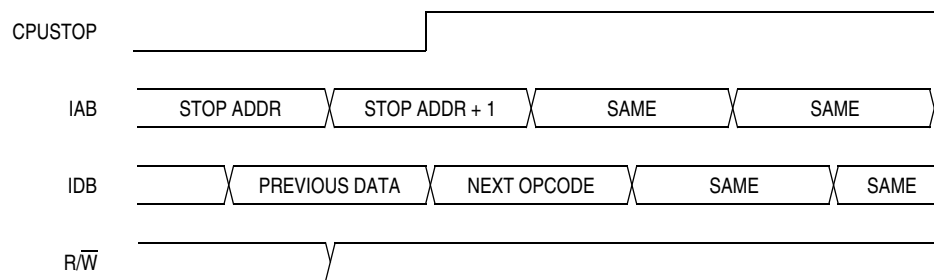 CPUSTOP
IAB STOP ADDR STOP ADDR + 1 SAME SAME
IDB PREVIOUS DATA NEXT OPCODE SAME SAME
R/W̅